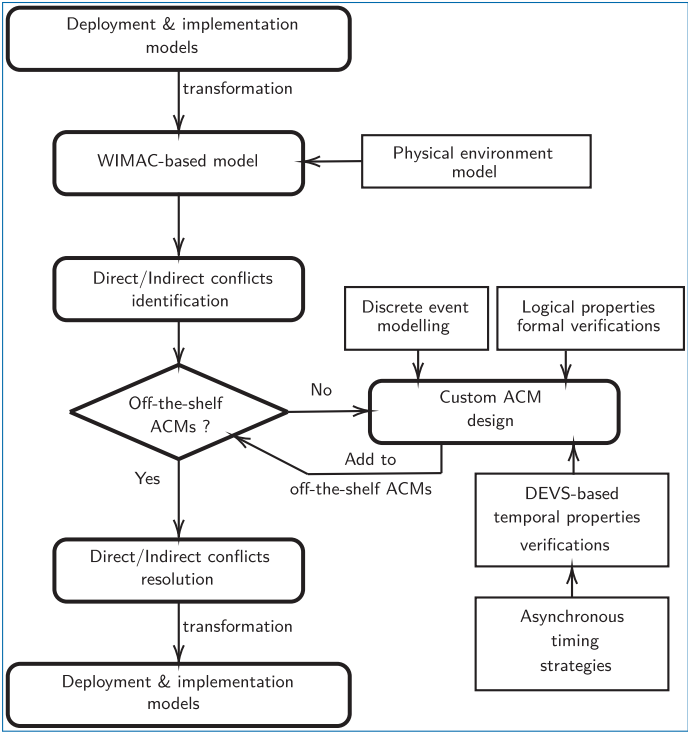 Deployment & implementation
models
transformation
WIMAC-based model
Physical environment
model
Direct/Indirect conflicts
identification
Discrete event
modelling
Logical properties
formal verifications
Off-the-shelf
ACMs ?
No
Custom ACM
design
Add to
off-the-shelf ACMs
Yes
DEVS-based
temporal properties
verifications
Direct/Indirect conflicts
resolution
Asynchronous
timing
strategies
transformation
Deployment & implementation
models